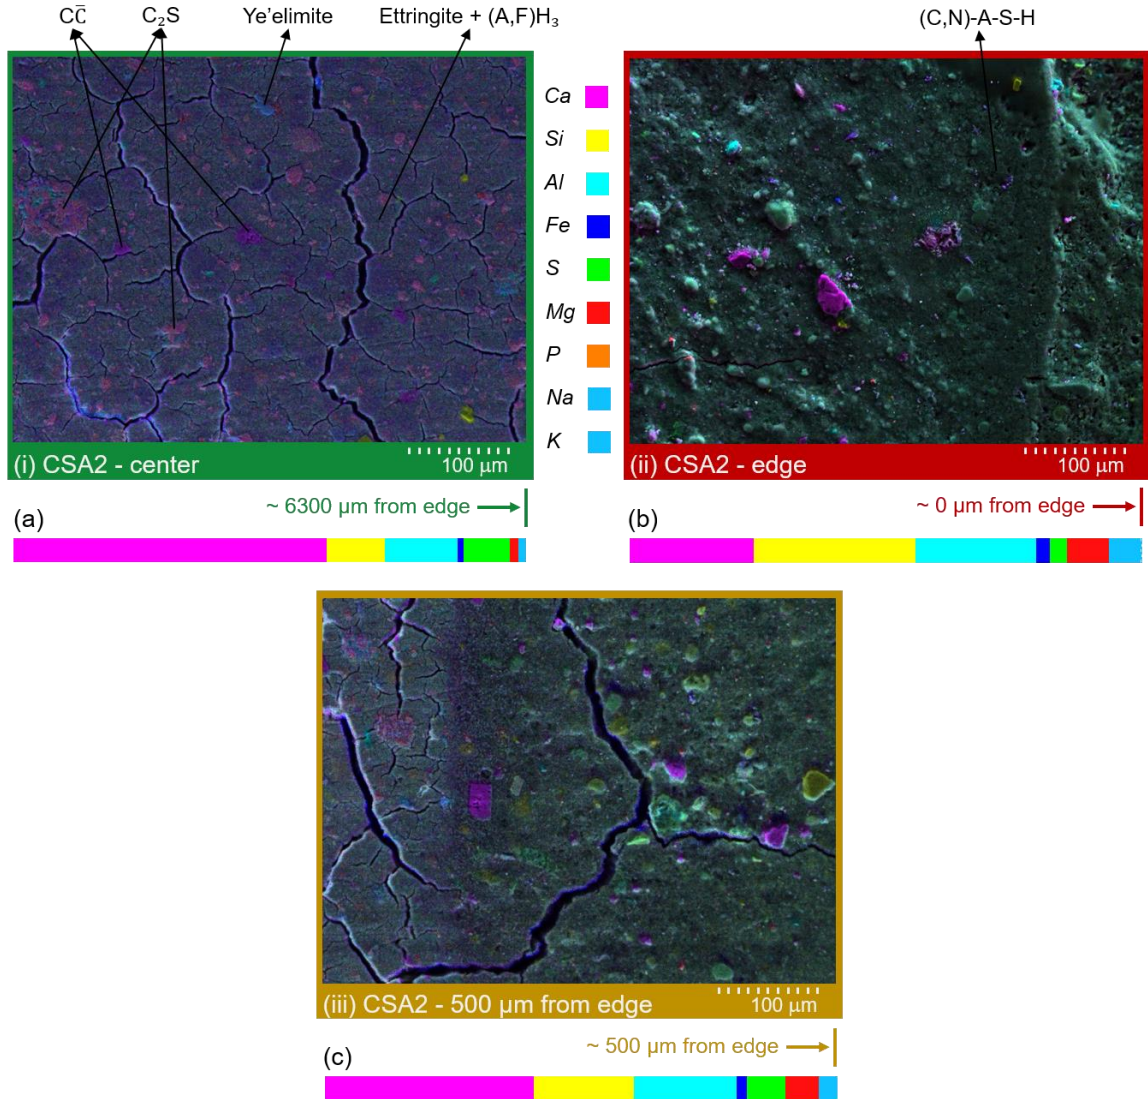 CC̅
C₂S
Ye'elimite
Ettringite + (A,F)H₃
(C,N)-A-S-H
Ca
Si
Al
Fe
S
Mg
P
Na
K
(i) CSA2 - center
100 µm
(ii) CSA2 - edge
100 µm
~ 6300 µm from edge
(a)
~ 0 µm from edge
(b)
(iii) CSA2 - 500 µm from edge
100 µm
~ 500 µm from edge
(c)